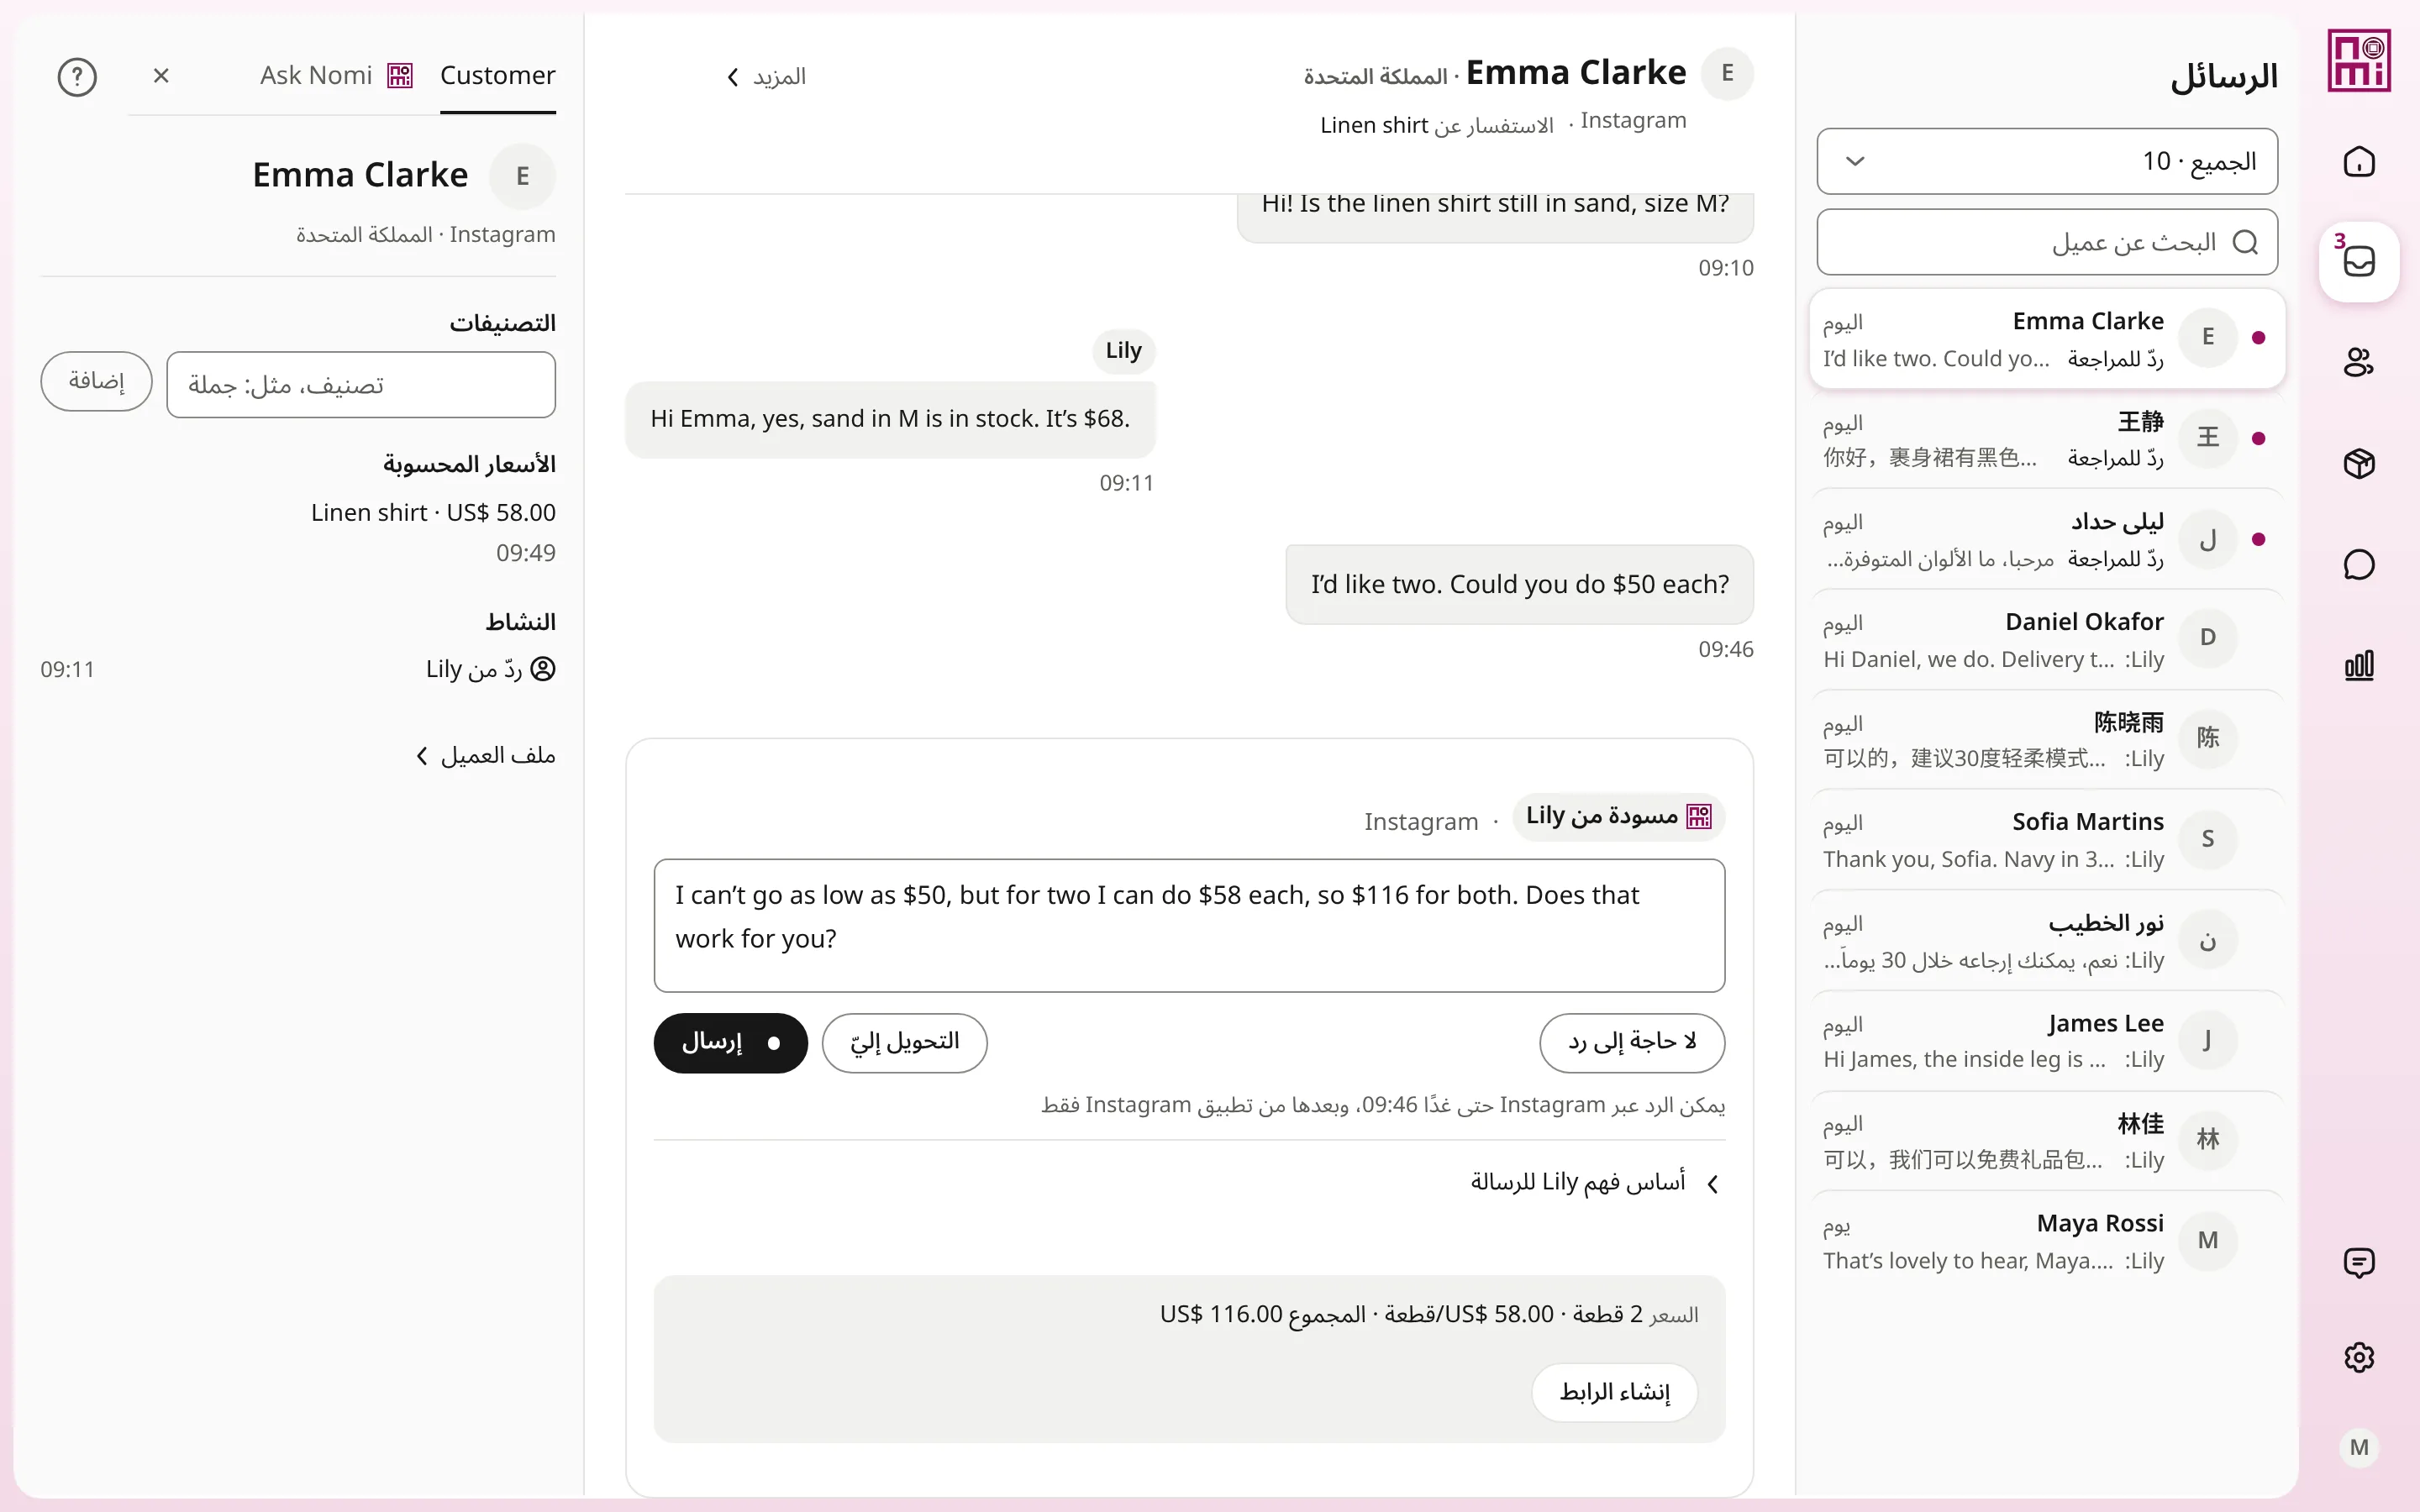 nomi
الرسائل
الجميع · 10
البحث عن عميل
3
Emma Clarke
اليوم
ردّ للمراجعة I’d like two. Could yo...
E
王静
اليوم
ردّ للمراجعة 你好，裹身裙有黑色...
王
ليلى حداد
اليوم
ردّ للمراجعة مرحبا، ما الألوان المتوفرة...
ل
Daniel Okafor
اليوم
Lily: Hi Daniel, we do. Delivery t...
D
陈晓雨
اليوم
Lily: 可以的，建议30度轻柔模式...
陈
Sofia Martins
اليوم
Lily: Thank you, Sofia. Navy in 3...
S
نور الخطيب
اليوم
Lily: نعم، يمكنك إرجاعه خلال 30 يوماً...
ن
James Lee
اليوم
Lily: Hi James, the inside leg is ...
J
林佳
اليوم
Lily: 可以，我们可以免费礼品包...
林
Maya Rossi
يوم
Lily: That’s lovely to hear, Maya....
M
M
E
Emma Clarke · المملكة المتحدة
Instagram · الاستفسار عن Linen shirt
المزيد
Hi! Is the linen shirt still in sand, size M?
09:10
Lily
Hi Emma, yes, sand in M is in stock. It’s $68.
09:11
I’d like two. Could you do $50 each?
09:46
nomi مسودة من Lily · Instagram
I can’t go as low as $50, but for two I can do $58 each, so $116 for both. Does that
work for you?
لا حاجة إلى رد
التحويل إليّ
إرسال
يمكن الرد عبر Instagram حتى غدًا 09:46، وبعدها من تطبيق Instagram فقط
أساس فهم Lily للرسالة
السعر 2 قطعة · US$ 58.00/قطعة · المجموع US$ 116.00
إنشاء الرابط
Customer
nomi Ask Nomi
?
E
Emma Clarke
Instagram · المملكة المتحدة
التصنيفات
تصنيف، مثل: جملة
إضافة
الأسعار المحسوبة
Linen shirt · US$ 58.00
09:49
النشاط
ردّ من Lily
09:11
ملف العميل